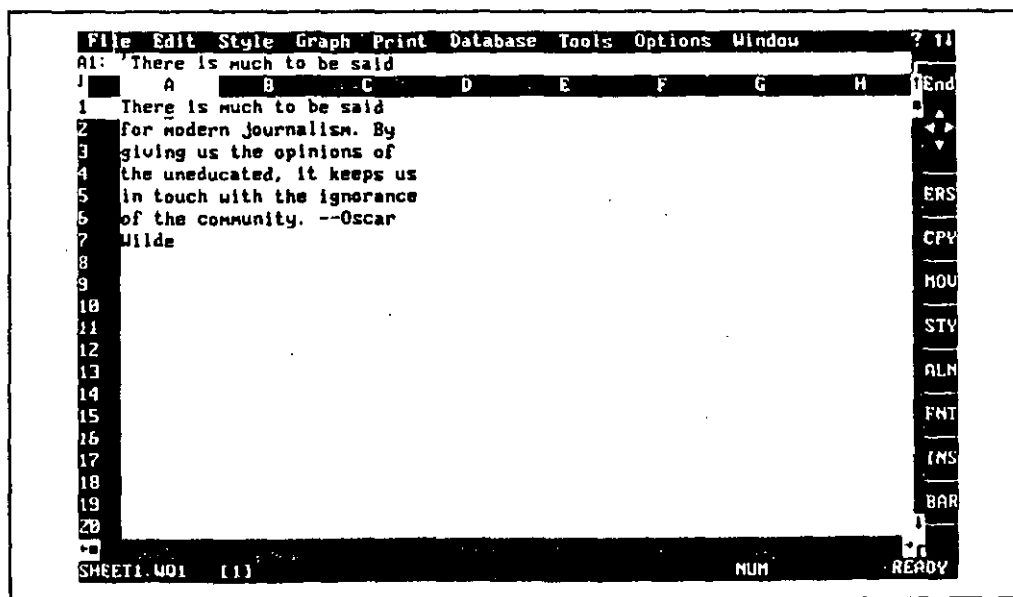 File Edit Style Graph Print Database Tools Options Window ? ↑↓
A1: 'There is much to be said
A B C D E F G H End
1 There is much to be said
2 for modern journalism. By
3 giving us the opinions of
4 the uneducated, it keeps us
5 in touch with the ignorance
6 of the community. --Oscar
7 Wilde
8
9
10
11
12
13
14
15
16
17
18
19
20
ERS
CPY
MOV
STY
ALN
FNT
INS
BAR
SHEET1.WQ1 [1] NUM READY